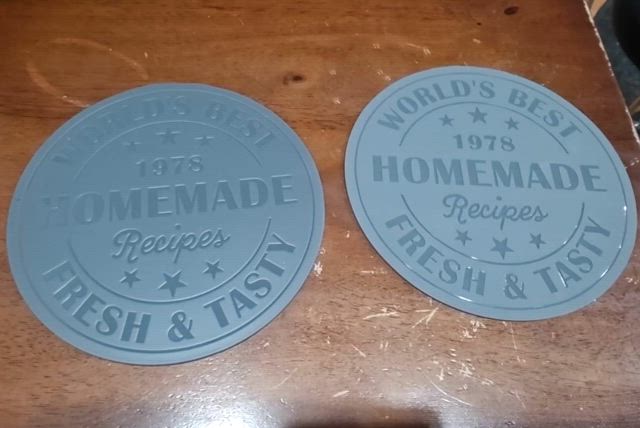 WORLD'S BEST
1978
HOMEMADE
Recipes
FRESH & TASTY
WORLD'S BEST
1978
HOMEMADE
Recipes
FRESH & TASTY